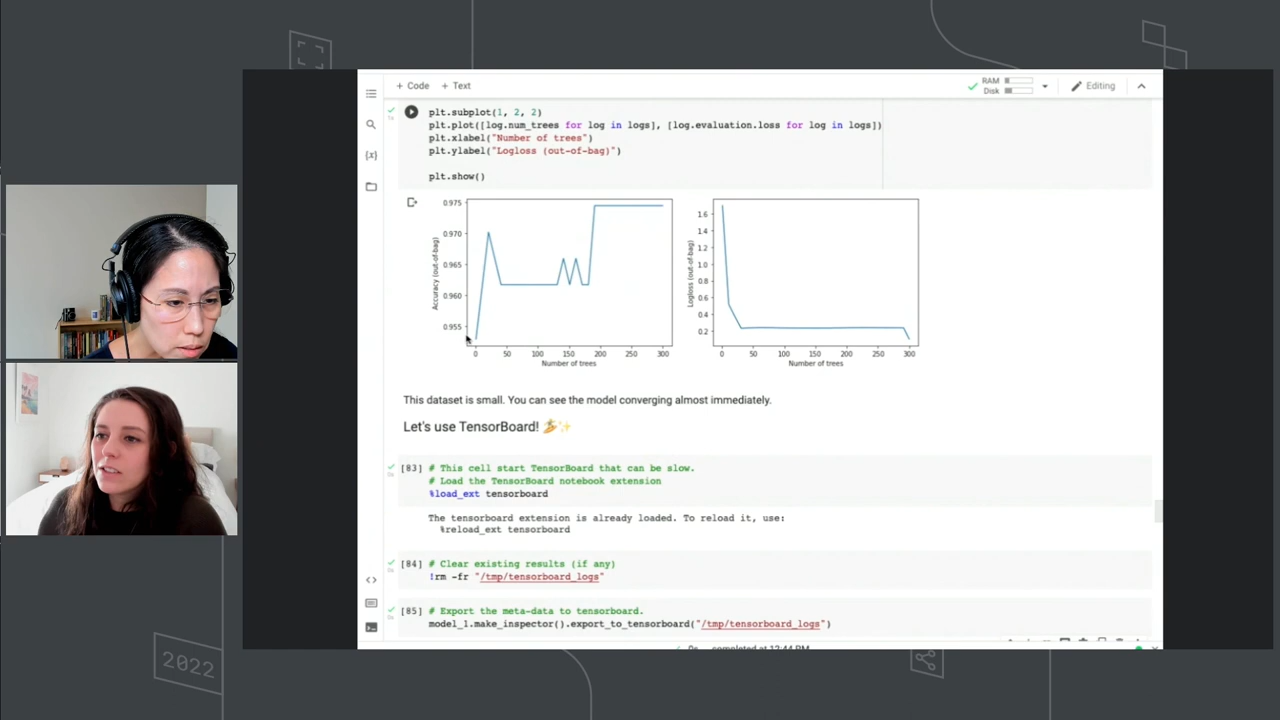 + Code + Text
RAM
Disk
Editing
plt.subplot(1, 2, 2)
plt.plot([log.num_trees for log in logs], [log.evaluation.loss for log in logs])
plt.xlabel("Number of trees")
plt.ylabel("Logloss (out-of-bag)")
plt.show()
0.975
0.970
0.965
0.960
0.955
Accuracy (out-of-bag)
0 50 100 150 200 250 300
Number of trees
1.6
1.4
1.2
1.0
0.8
0.6
0.4
0.2
Logloss (out-of-bag)
0 50 100 150 200 250 300
Number of trees
This dataset is small. You can see the model converging almost immediately.
Let's use TensorBoard! 🏄✨
[83] # This cell start TensorBoard that can be slow.
# Load the TensorBoard notebook extension
%load_ext tensorboard
The tensorboard extension is already loaded. To reload it, use:
%reload_ext tensorboard
[84] # Clear existing results (if any)
!rm -fr "/tmp/tensorboard_logs"
[85] # Export the meta-data to tensorboard.
model_1.make_inspector().export_to_tensorboard("/tmp/tensorboard_logs")
0s completed at 12:44 PM
2022